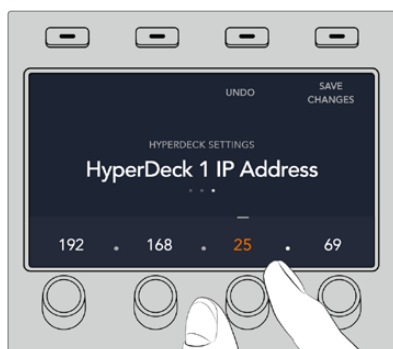 UNDO
SAVE
CHANGES
HYPERDECK SETTINGS
HyperDeck 1 IP Address
192 . 168 . 25 . 69